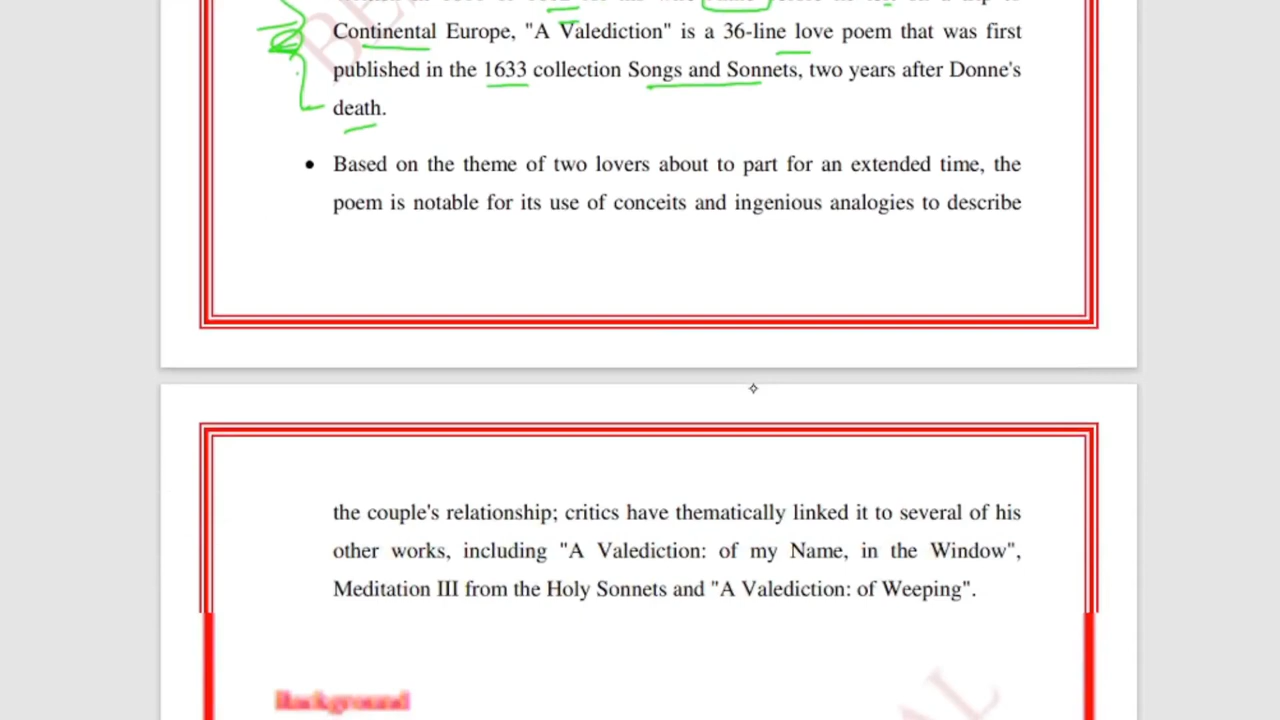 Continental Europe, "A Valediction" is a 36-line love poem that was first
published in the 1633 collection Songs and Sonnets, two years after Donne's
death.
• Based on the theme of two lovers about to part for an extended time, the
poem is notable for its use of conceits and ingenious analogies to describe
the couple's relationship; critics have thematically linked it to several of his
other works, including "A Valediction: of my Name, in the Window",
Meditation III from the Holy Sonnets and "A Valediction: of Weeping".
Background